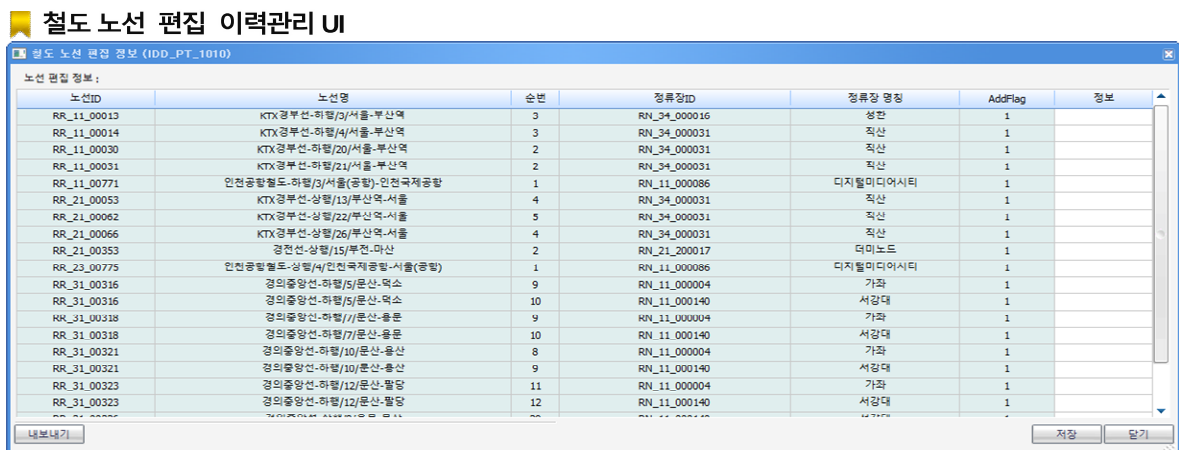 철도 노선 편집 이력관리 UI
철도 노선 편집 정보 (IDD_PT_1010)
노선 편집 정보 :
노선ID 노선명 순번 정류장ID 정류장 명칭 AddFlag 정보
RR_11_00013 KTX경부선-하행/3/서울-부산역 3 RN_34_000016 성환 1
RR_11_00014 KTX경부선-하행/4/서울-부산역 3 RN_34_000031 직산 1
RR_11_00030 KTX경부선-하행/20/서울-부산역 2 RN_34_000031 직산 1
RR_11_00031 KTX경부선-하행/21/서울-부산역 2 RN_34_000031 직산 1
RR_11_00771 인천공항철도-하행/3/서울(공항)-인천국제공항 1 RN_11_000086 디지털미디어시티 1
RR_21_00053 KTX경부선-상행/13/부산역-서울 4 RN_34_000031 직산 1
RR_21_00062 KTX경부선-상행/22/부산역-서울 5 RN_34_000031 직산 1
RR_21_00066 KTX경부선-상행/26/부산역-서울 4 RN_34_000031 직산 1
RR_21_00353 경전선-상행/15/부전-마산 2 RN_21_200017 더미노드 1
RR_23_00775 인천공항철도-상행/4/인천국제공항-서울(공항) 1 RN_11_000086 디지털미디어시티 1
RR_31_00316 경의중앙선-하행/5/문산-덕소 9 RN_11_000004 가좌 1
RR_31_00316 경의중앙선-하행/5/문산-덕소 10 RN_11_000140 서강대 1
RR_31_00318 경의중앙선-하행/7/문산-용문 9 RN_11_000004 가좌 1
RR_31_00318 경의중앙선-하행/7/문산-용문 10 RN_11_000140 서강대 1
RR_31_00321 경의중앙선-하행/10/문산-용산 8 RN_11_000004 가좌 1
RR_31_00321 경의중앙선-하행/10/문산-용산 9 RN_11_000140 서강대 1
RR_31_00323 경의중앙선-하행/12/문산-팔당 11 RN_11_000004 가좌 1
RR_31_00323 경의중앙선-하행/12/문산-팔당 12 RN_11_000140 서강대 1
내보내기 저장 닫기